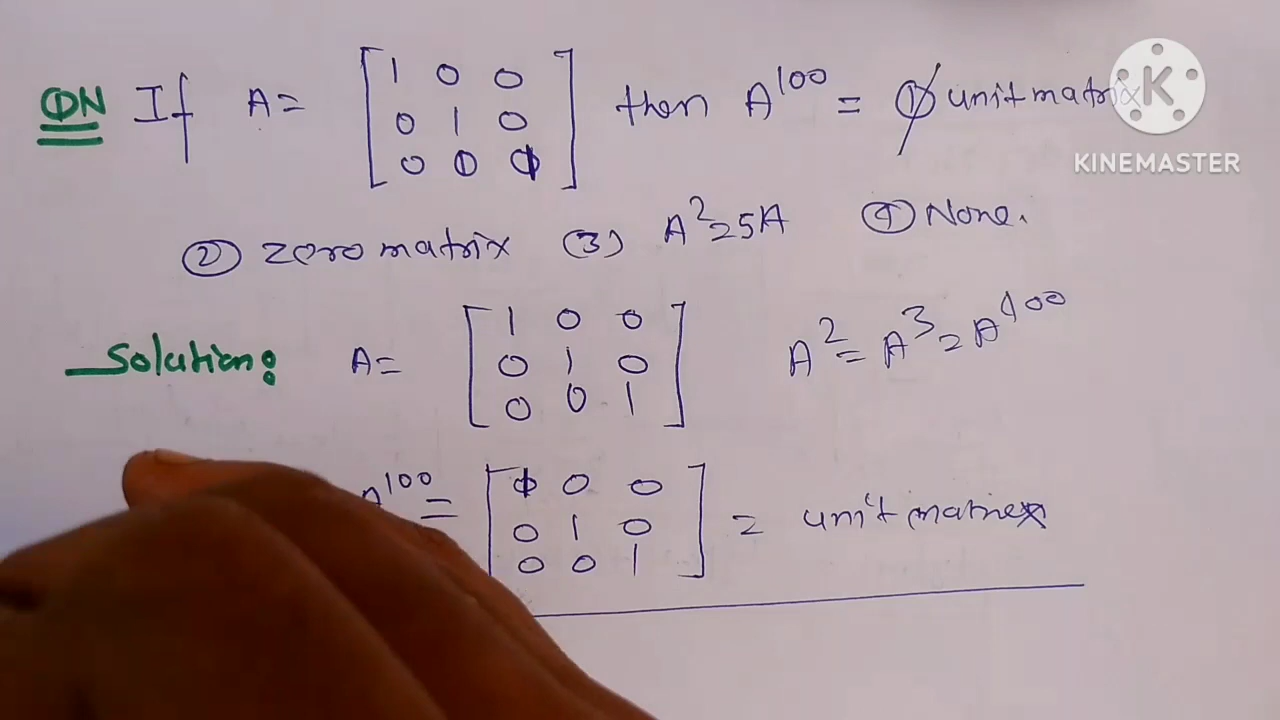 QN If A = [ 1 0 0 then A^100 = (1) unit matrix
0 1 0
0 0 1 ]
(2) zero matrix (3) A^2=5A (4) None.
Solution: A = [ 1 0 0 A^2 = A^3 = A^100
0 1 0
0 0 1 ]
A^100 = [ 1 0 0
0 1 0 = unit matrix
0 0 1 ]
K
KINEMASTER